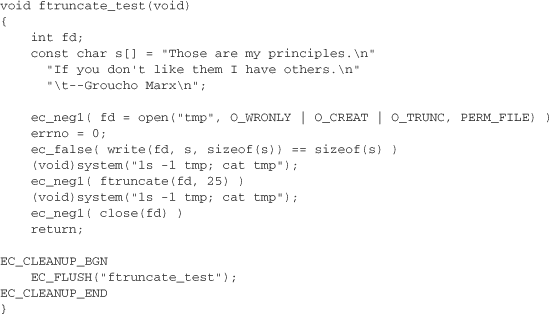 void ftruncate_test(void)
{
    int fd;
    const char s[] = "Those are my principles.\n"
      "If you don't like them I have others.\n"
      "\t--Groucho Marx\n";

    ec_neg1( fd = open("tmp", O_WRONLY | O_CREAT | O_TRUNC, PERM_FILE) )
    errno = 0;
    ec_false( write(fd, s, sizeof(s)) == sizeof(s) )
    (void)system("ls -l tmp; cat tmp");
    ec_neg1( ftruncate(fd, 25) )
    (void)system("ls -l tmp; cat tmp");
    ec_neg1( close(fd) )
    return;

EC_CLEANUP_BGN
    EC_FLUSH("ftruncate_test");
EC_CLEANUP_END
}